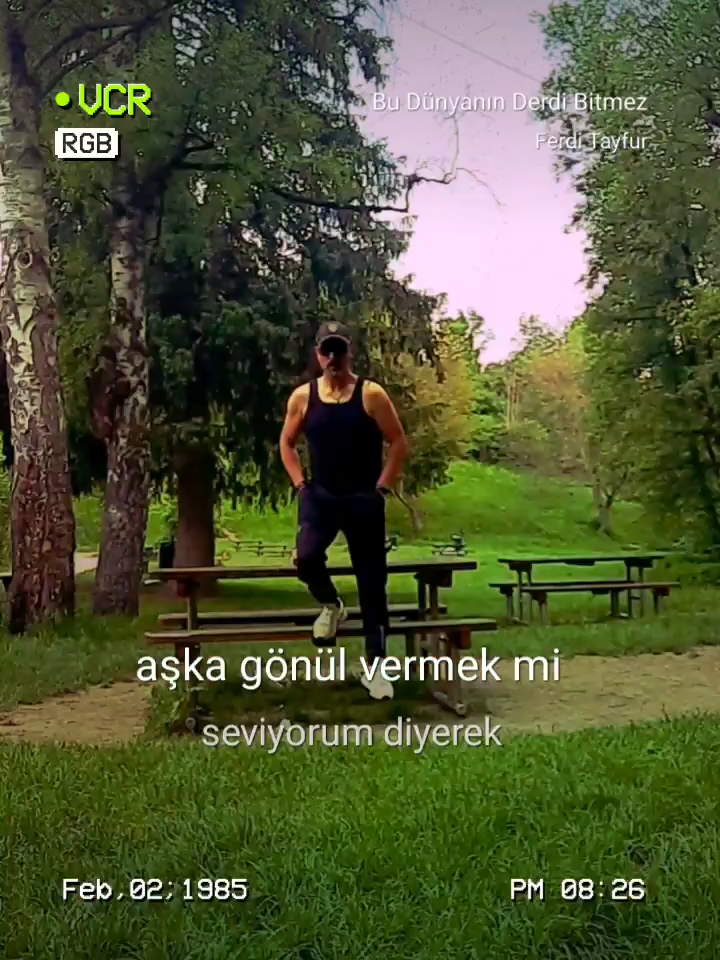 VCR
RGB
Bu Dünyanın Derdi Bitmez
Ferdi Tayfur
aşka gönül vermek mi
seviyorum diyerek
Feb,02;1985
PM 08:26